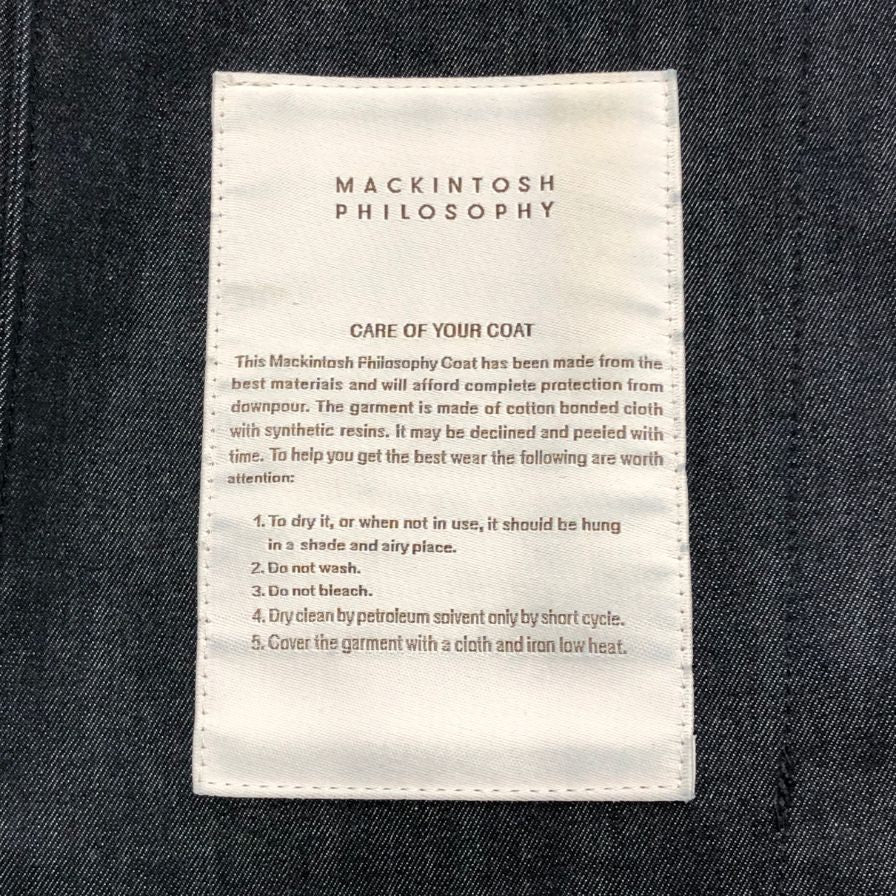 MACKINTOSH
PHILOSOPHY
CARE OF YOUR COAT
This Mackintosh Philosophy Coat has been made from the
best materials and will afford complete protection from
downpour. The garment is made of cotton bonded cloth
with synthetic resins. It may be declined and peeled with
time. To help you get the best wear the following are worth
attention:
1. To dry it, or when not in use, it should be hung
in a shade and airy place.
2. Do not wash.
3. Do not bleach.
4. Dry clean by petroleum solvent only by short cycle.
5. Cover the garment with a cloth and iron low heat.